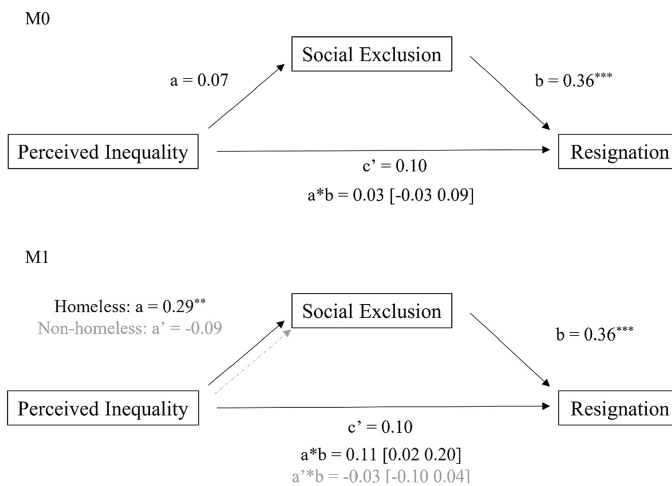 M0
Social Exclusion
a = 0.07
b = 0.36***
Perceived Inequality
Resignation
c’ = 0.10
a*b = 0.03 [-0.03 0.09]
M1
Homeless: a = 0.29**
Non-homeless: a’ = -0.09
Social Exclusion
b = 0.36***
Perceived Inequality
Resignation
c’ = 0.10
a*b = 0.11 [0.02 0.20]
a’*b = -0.03 [-0.10 0.04]